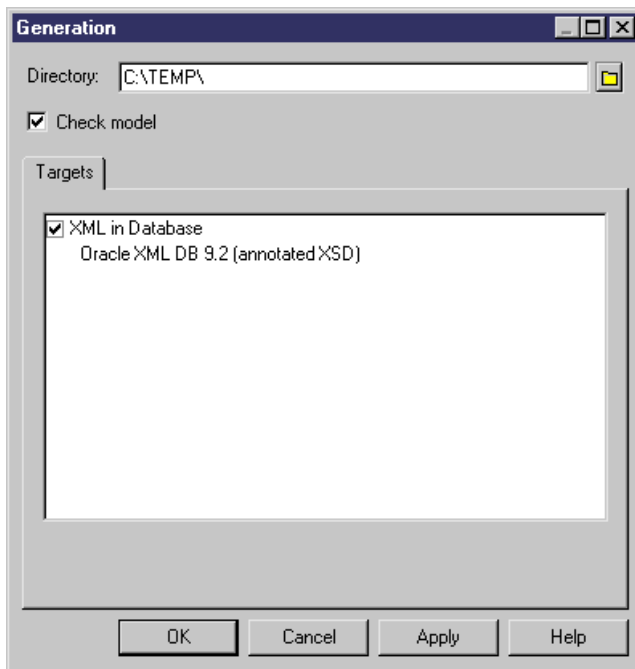 Generation
Directory: C:\TEMP\
Check model
Targets
XML in Database
Oracle XML DB 9.2 (annotated XSD)
OK Cancel Apply Help